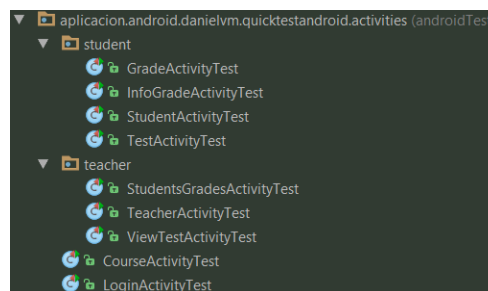 aplicacion.android.danielvm.quicktestandroid.activities (androidTest
student
GradeActivityTest
InfoGradeActivityTest
StudentActivityTest
TestActivityTest
teacher
StudentsGradesActivityTest
TeacherActivityTest
ViewTestActivityTest
CourseActivityTest
LoginActivityTest